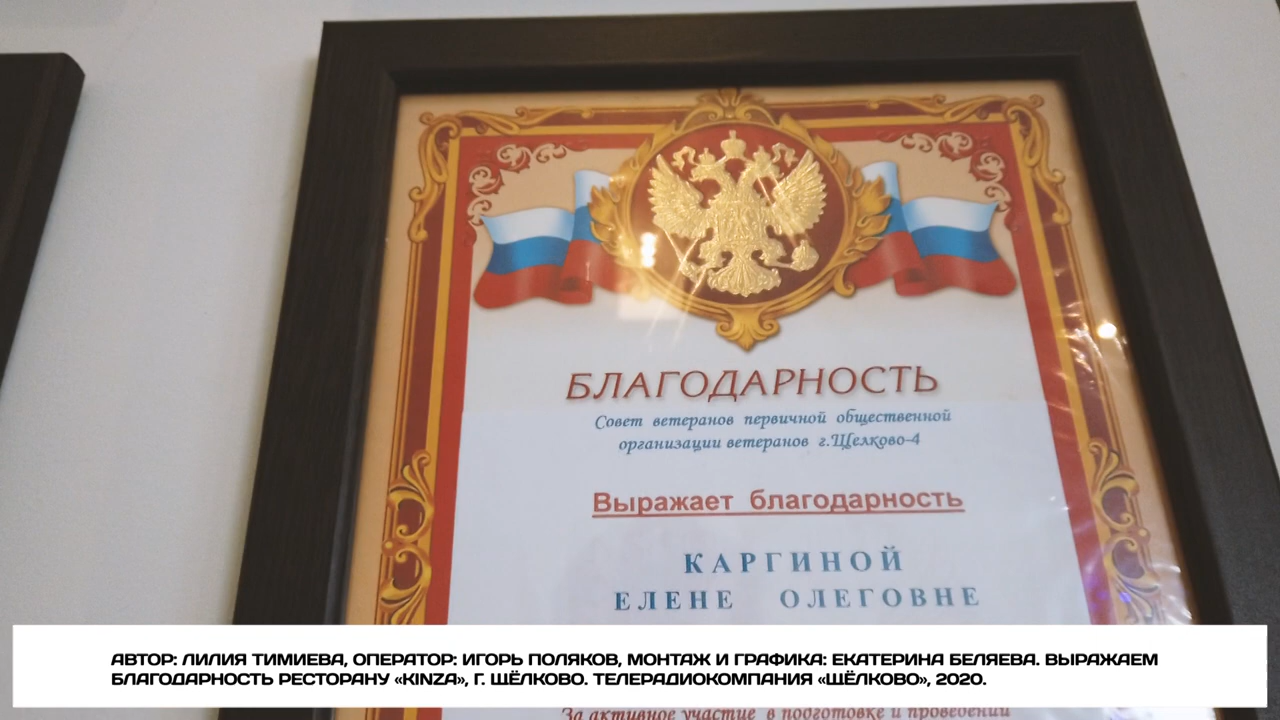 БЛАГОДАРНОСТЬ
Совет ветеранов первичной общественной
организации ветеранов г.Щелково-4
Выражает благодарность
КАРГИНОЙ
ЕЛЕНЕ ОЛЕГОВНЕ
АВТОР: ЛИЛИЯ ТИМИЕВА, ОПЕРАТОР: ИГОРЬ ПОЛЯКОВ, МОНТАЖ И ГРАФИКА: ЕКАТЕРИНА БЕЛЯЕВА. ВЫРАЖАЕМ
БЛАГОДАРНОСТЬ РЕСТОРАНУ «KINZA», Г. ЩЁЛКОВО. ТЕЛЕРАДИОКОМПАНИЯ «ЩЁЛКОВО», 2020.
За активное участие в подготовке и проведении